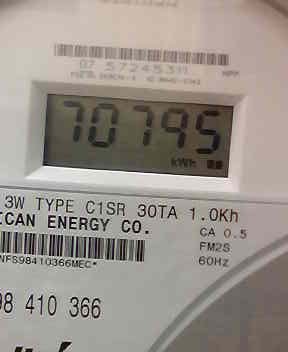 07 57245311
70795
kWh
3W TYPE C1SR 30TA 1.0Kh
ICAN ENERGY CO.
CA 0.5
FM2S
NFS98410366MEC*
60Hz
98 410 366